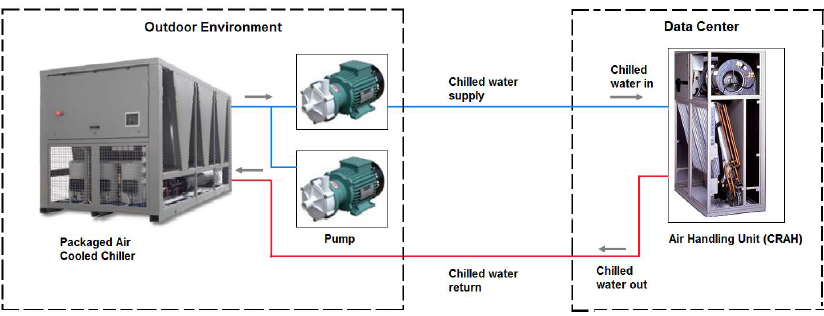 Outdoor Environment
Data Center
Chilled water
supply
Chilled
water in
Packaged Air
Cooled Chiller
Pump
Air Handling Unit (CRAH)
Chilled water
return
Chilled
water out